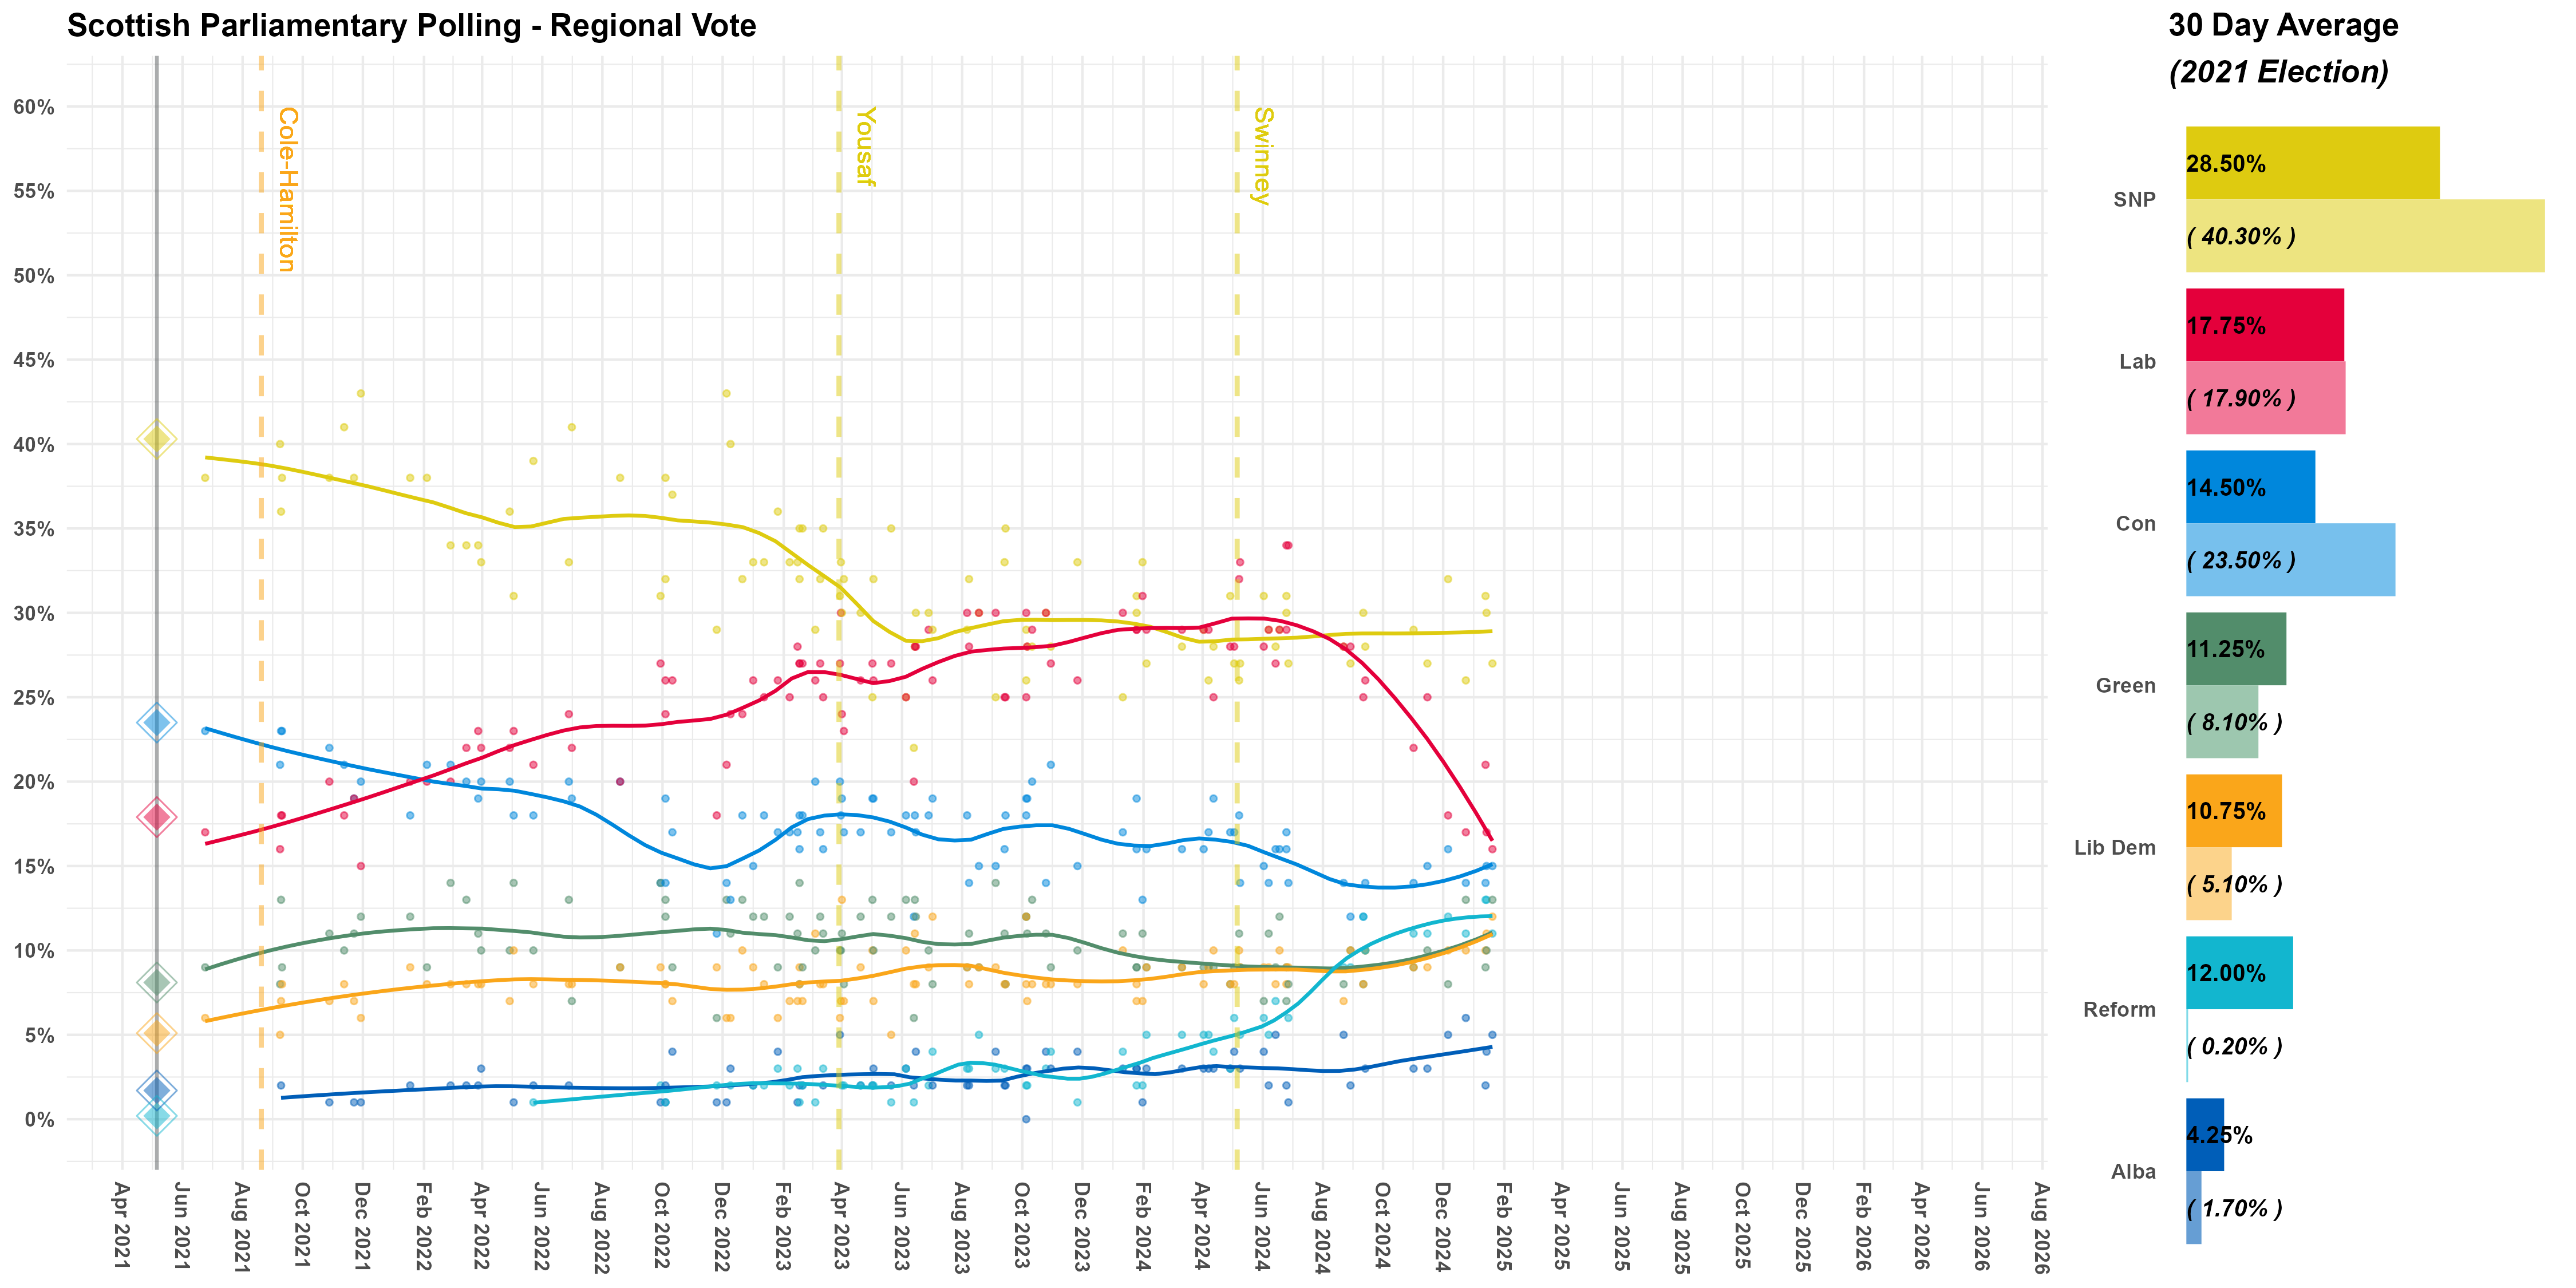 Scottish Parliamentary Polling - Regional Vote
30 Day Average
(2021 Election)
60%
55%
50%
45%
40%
35%
30%
25%
20%
15%
10%
5%
0%
Cole-Hamilton
Yousaf
Swinney
Apr 2021
Jun 2021
Aug 2021
Oct 2021
Dec 2021
Feb 2022
Apr 2022
Jun 2022
Aug 2022
Oct 2022
Dec 2022
Feb 2023
Apr 2023
Jun 2023
Aug 2023
Oct 2023
Dec 2023
Feb 2024
Apr 2024
Jun 2024
Aug 2024
Oct 2024
Dec 2024
Feb 2025
Apr 2025
Jun 2025
Aug 2025
Oct 2025
Dec 2025
Feb 2026
Apr 2026
Jun 2026
Aug 2026
SNP
28.50%
( 40.30% )
Lab
17.75%
( 17.90% )
Con
14.50%
( 23.50% )
Green
11.25%
( 8.10% )
Lib Dem
10.75%
( 5.10% )
Reform
12.00%
( 0.20% )
Alba
4.25%
( 1.70% )